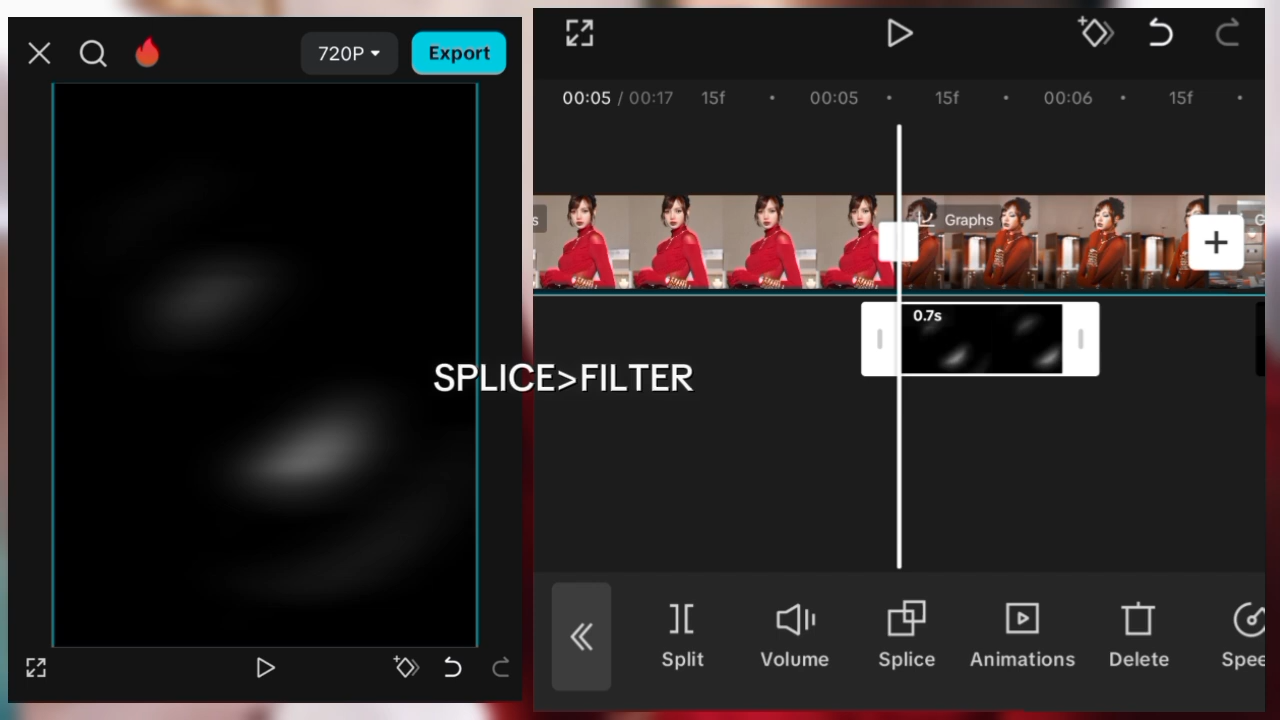 720P
Export
00:05 / 00:17 15f 00:05 15f 00:06 15f
s
Graphs
G
0.7s
SPLICE>FILTER
Split
Volume
Splice
Animations
Delete
Spee